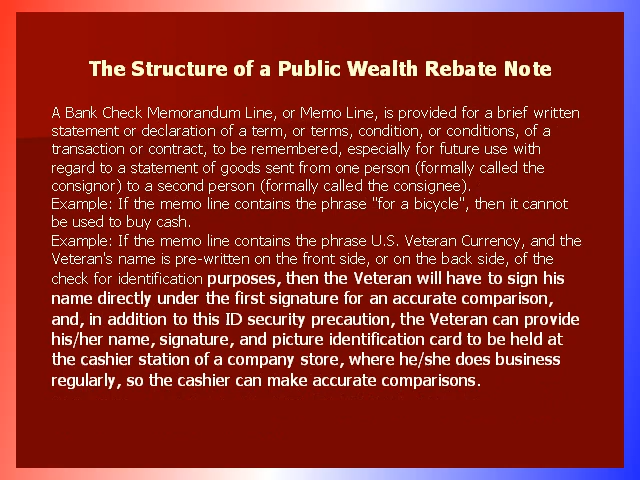 The Structure of a Public Wealth Rebate Note
A Bank Check Memorandum Line, or Memo Line, is provided for a brief written
statement or declaration of a term, or terms, condition, or conditions, of a
transaction or contract, to be remembered, especially for future use with
regard to a statement of goods sent from one person (formally called the
consignor) to a second person (formally called the consignee).
Example: If the memo line contains the phrase "for a bicycle", then it cannot
be used to buy cash.
Example: If the memo line contains the phrase U.S. Veteran Currency, and the
Veteran's name is pre-written on the front side, or on the back side, of the
check for identification purposes, then the Veteran will have to sign his
name directly under the first signature for an accurate comparison,
and, in addition to this ID security precaution, the Veteran can provide
his/her name, signature, and picture identification card to be held at
the cashier station of a company store, where he/she does business
regularly, so the cashier can make accurate comparisons.